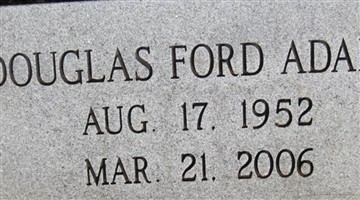 DOUGLAS FORD ADA
AUG. 17, 1952
MAR. 21, 2006